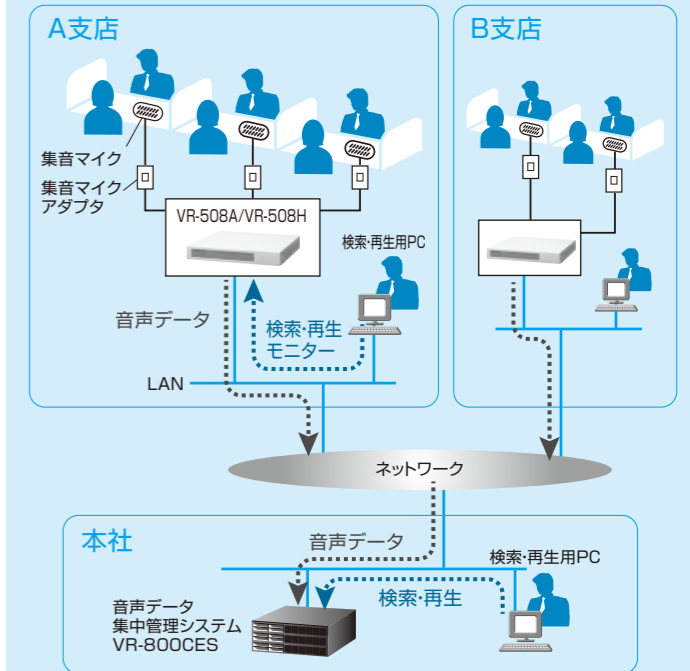 A支店
集音マイク
集音マイク
アダプタ
VR-508A/VR-508H
検索・再生用PC
音声データ
検索・再生
モニター
LAN
B支店
ネットワーク
本社
音声データ
検索・再生用PC
検索・再生
音声データ
集中管理システム
VR-800CES